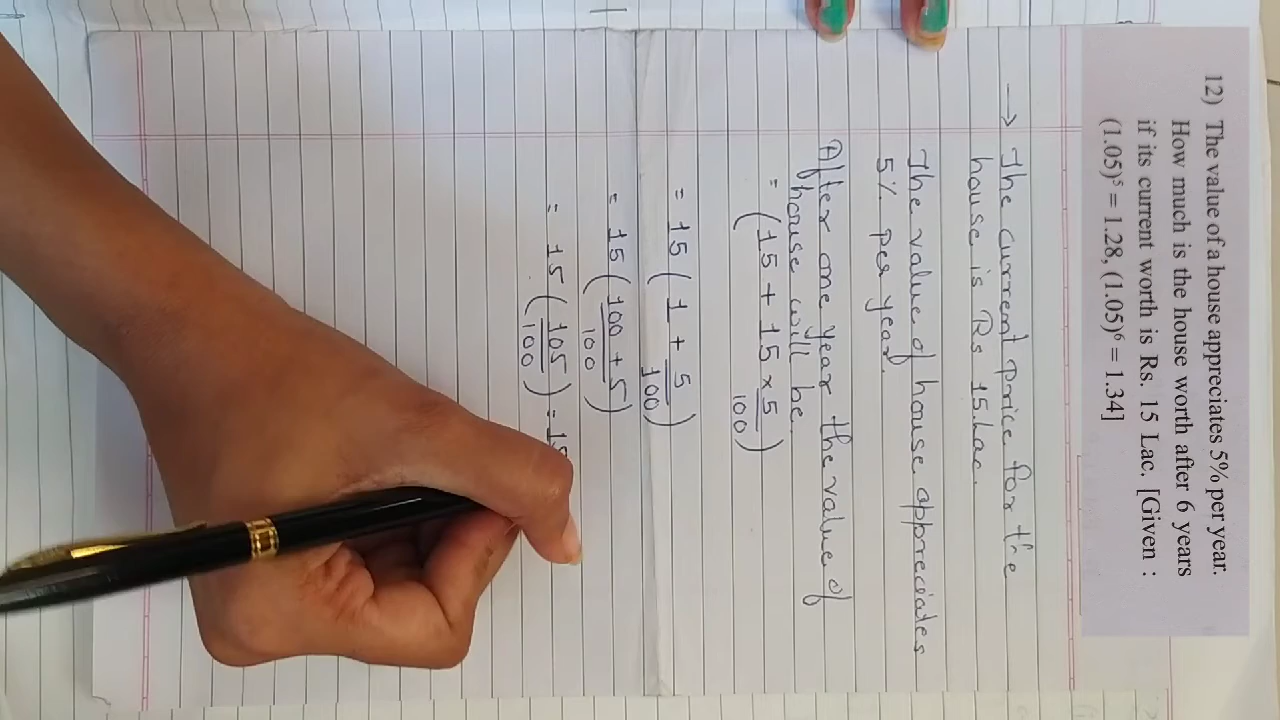 12) The value of a house appreciates 5% per year.
How much is the house worth after 6 years
if its current worth is Rs. 15 Lac. [Given :
(1.05)⁵ = 1.28, (1.05)⁶ = 1.34]
→ The current price for the
house is Rs 15 Lac.
The value of house appreciates
5% per year.
After one year the value of
house will be.
= (15 + 15 × 5/100)
= 15 (1 + 5/100)
= 15 (100 + 5/100)
= 15 (105/100) = 15